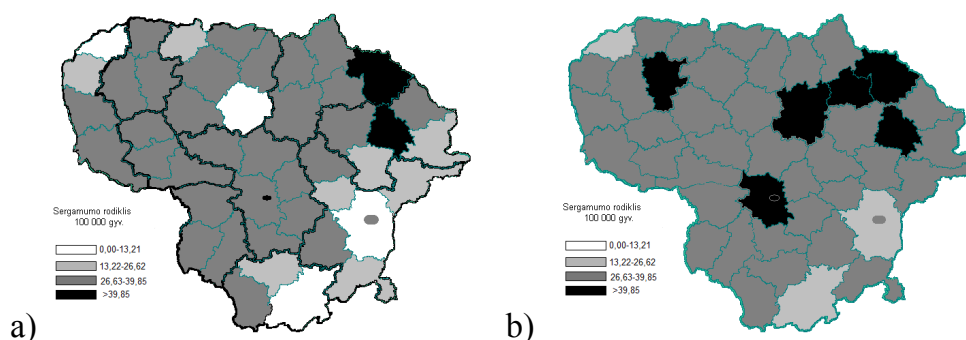 Sergamumo rodiklis
100 000 gyv.
0,00-13,21
13,22-26,62
26,63-39,85
>39,85
a)
Sergamumo rodiklis
100 000 gyv.
0,00-13,21
13,22-26,62
26,63-39,85
>39,85
b)